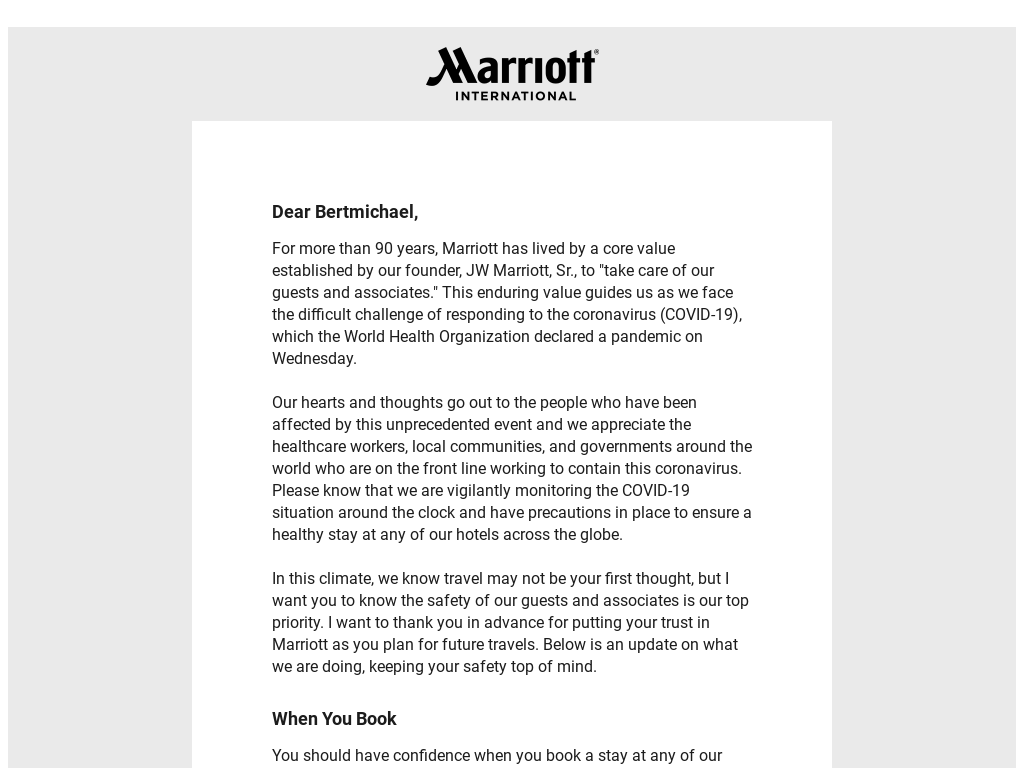 Marriott®
INTERNATIONAL
Dear Bertmichael,
For more than 90 years, Marriott has lived by a core value
established by our founder, JW Marriott, Sr., to "take care of our
guests and associates." This enduring value guides us as we face
the difficult challenge of responding to the coronavirus (COVID-19),
which the World Health Organization declared a pandemic on
Wednesday.
Our hearts and thoughts go out to the people who have been
affected by this unprecedented event and we appreciate the
healthcare workers, local communities, and governments around the
world who are on the front line working to contain this coronavirus.
Please know that we are vigilantly monitoring the COVID-19
situation around the clock and have precautions in place to ensure a
healthy stay at any of our hotels across the globe.
In this climate, we know travel may not be your first thought, but I
want you to know the safety of our guests and associates is our top
priority. I want to thank you in advance for putting your trust in
Marriott as you plan for future travels. Below is an update on what
we are doing, keeping your safety top of mind.
When You Book
You should have confidence when you book a stay at any of our